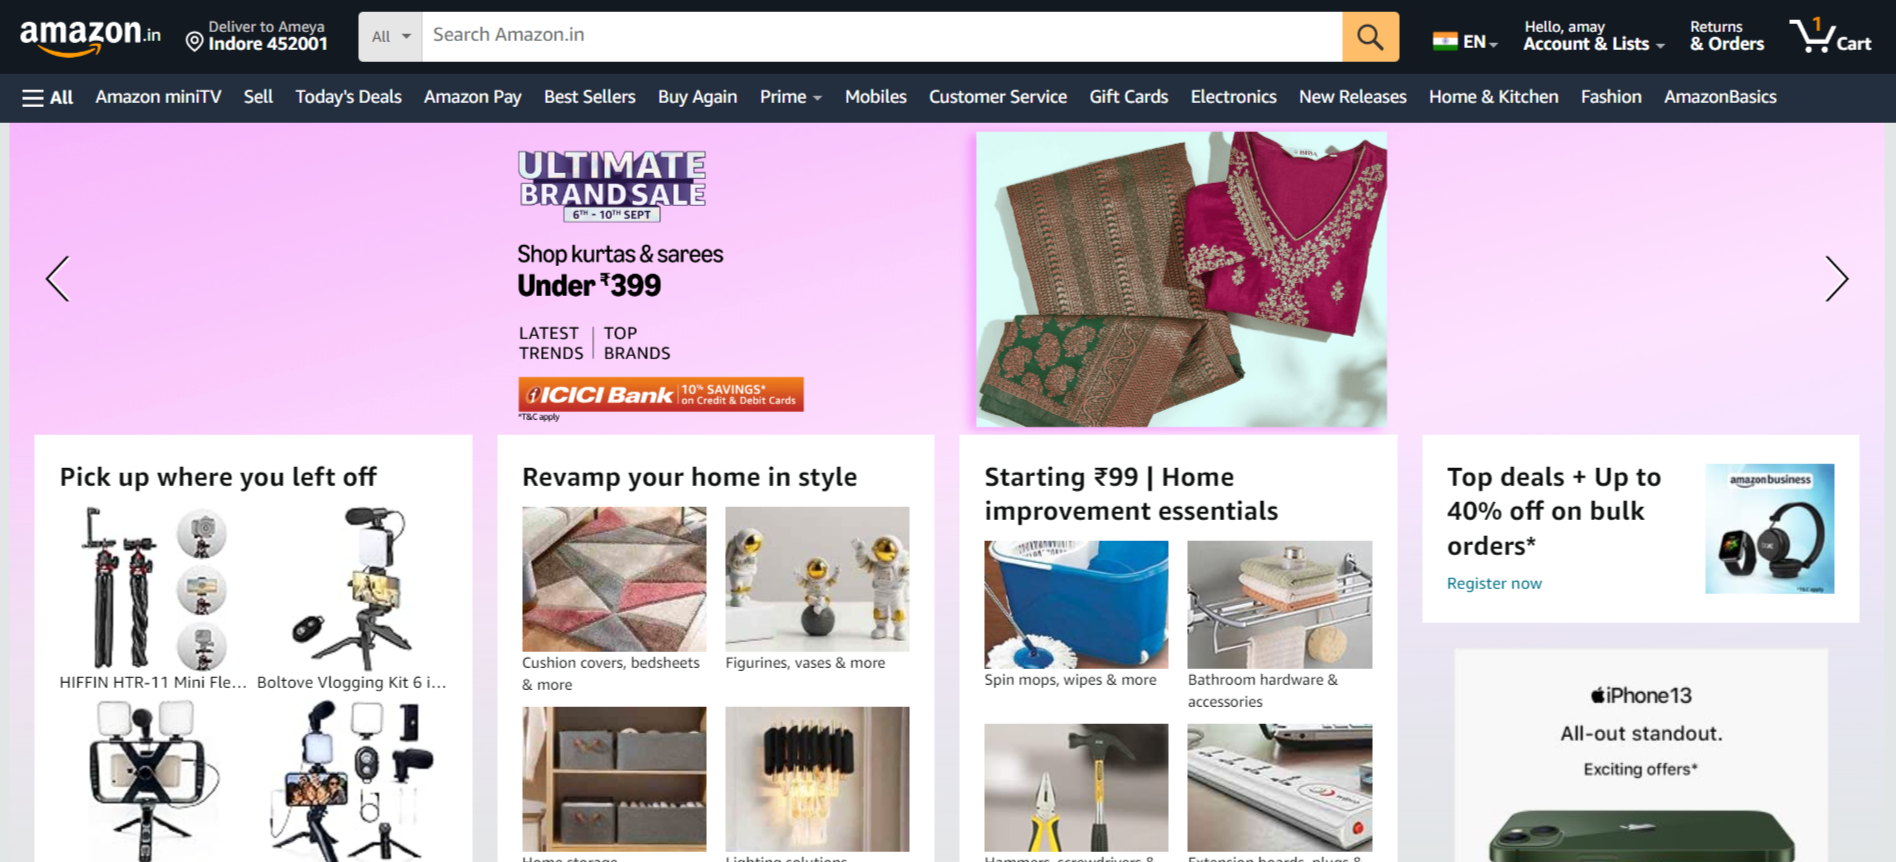 amazon.in
Deliver to Ameya
Indore 452001
All
Search Amazon.in
EN
Hello, amay
Account & Lists
Returns
& Orders
1
Cart
All
Amazon miniTV
Sell
Today's Deals
Amazon Pay
Best Sellers
Buy Again
Prime
Mobiles
Customer Service
Gift Cards
Electronics
New Releases
Home & Kitchen
Fashion
AmazonBasics
ULTIMATE
BRAND SALE
6TH - 10TH SEPT
Shop kurtas & sarees
Under ₹399
LATEST
TRENDS
TOP
BRANDS
ICICI Bank
10% SAVINGS*
on Credit & Debit Cards
*T&C apply
Pick up where you left off
HIFFIN HTR-11 Mini Fle...
Boltove Vlogging Kit 6 i...
Revamp your home in style
Cushion covers, bedsheets
& more
Figurines, vases & more
Home storage
Lighting solutions
Starting ₹99 | Home
improvement essentials
Spin mops, wipes & more
Bathroom hardware &
accessories
Hammers, screwdrivers &
Extension boards, plugs &
Top deals + Up to
40% off on bulk
orders*
Register now
amazonbusiness
*T&C apply
iPhone13
All-out standout.
Exciting offers*